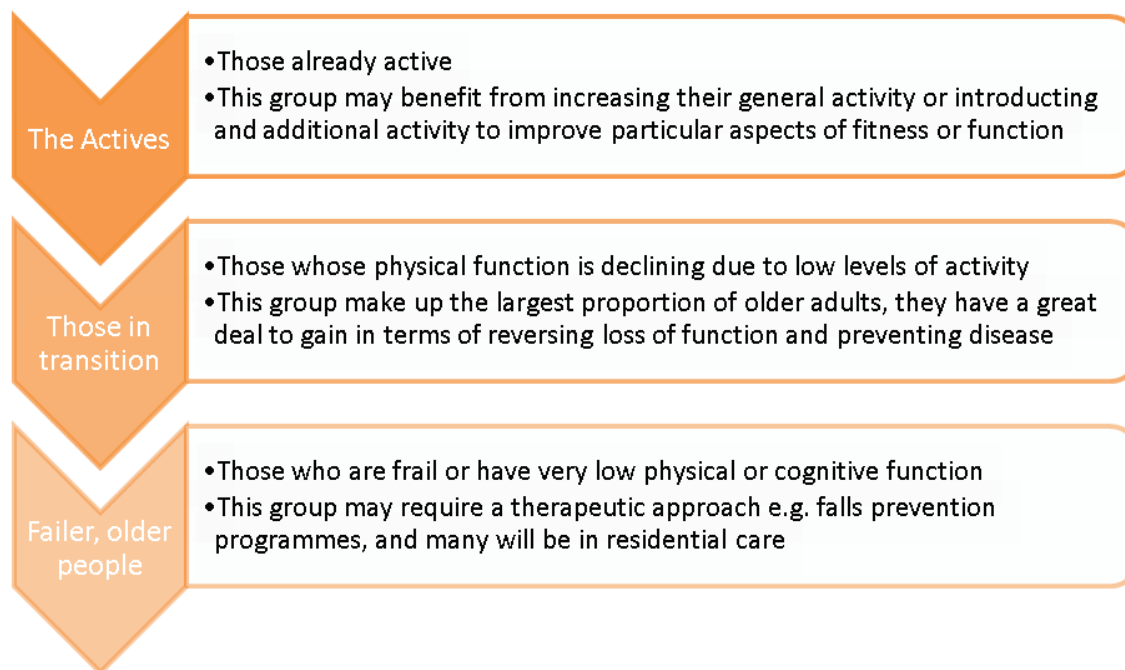 The Actives
•Those already active
•This group may benefit from increasing their general activity or introducting
and additional activity to improve particular aspects of fitness or function
Those in
transition
•Those whose physical function is declining due to low levels of activity
•This group make up the largest proportion of older adults, they have a great
deal to gain in terms of reversing loss of function and preventing disease
Failer, older
people
•Those who are frail or have very low physical or cognitive function
•This group may require a therapeutic approach e.g. falls prevention
programmes, and many will be in residential care